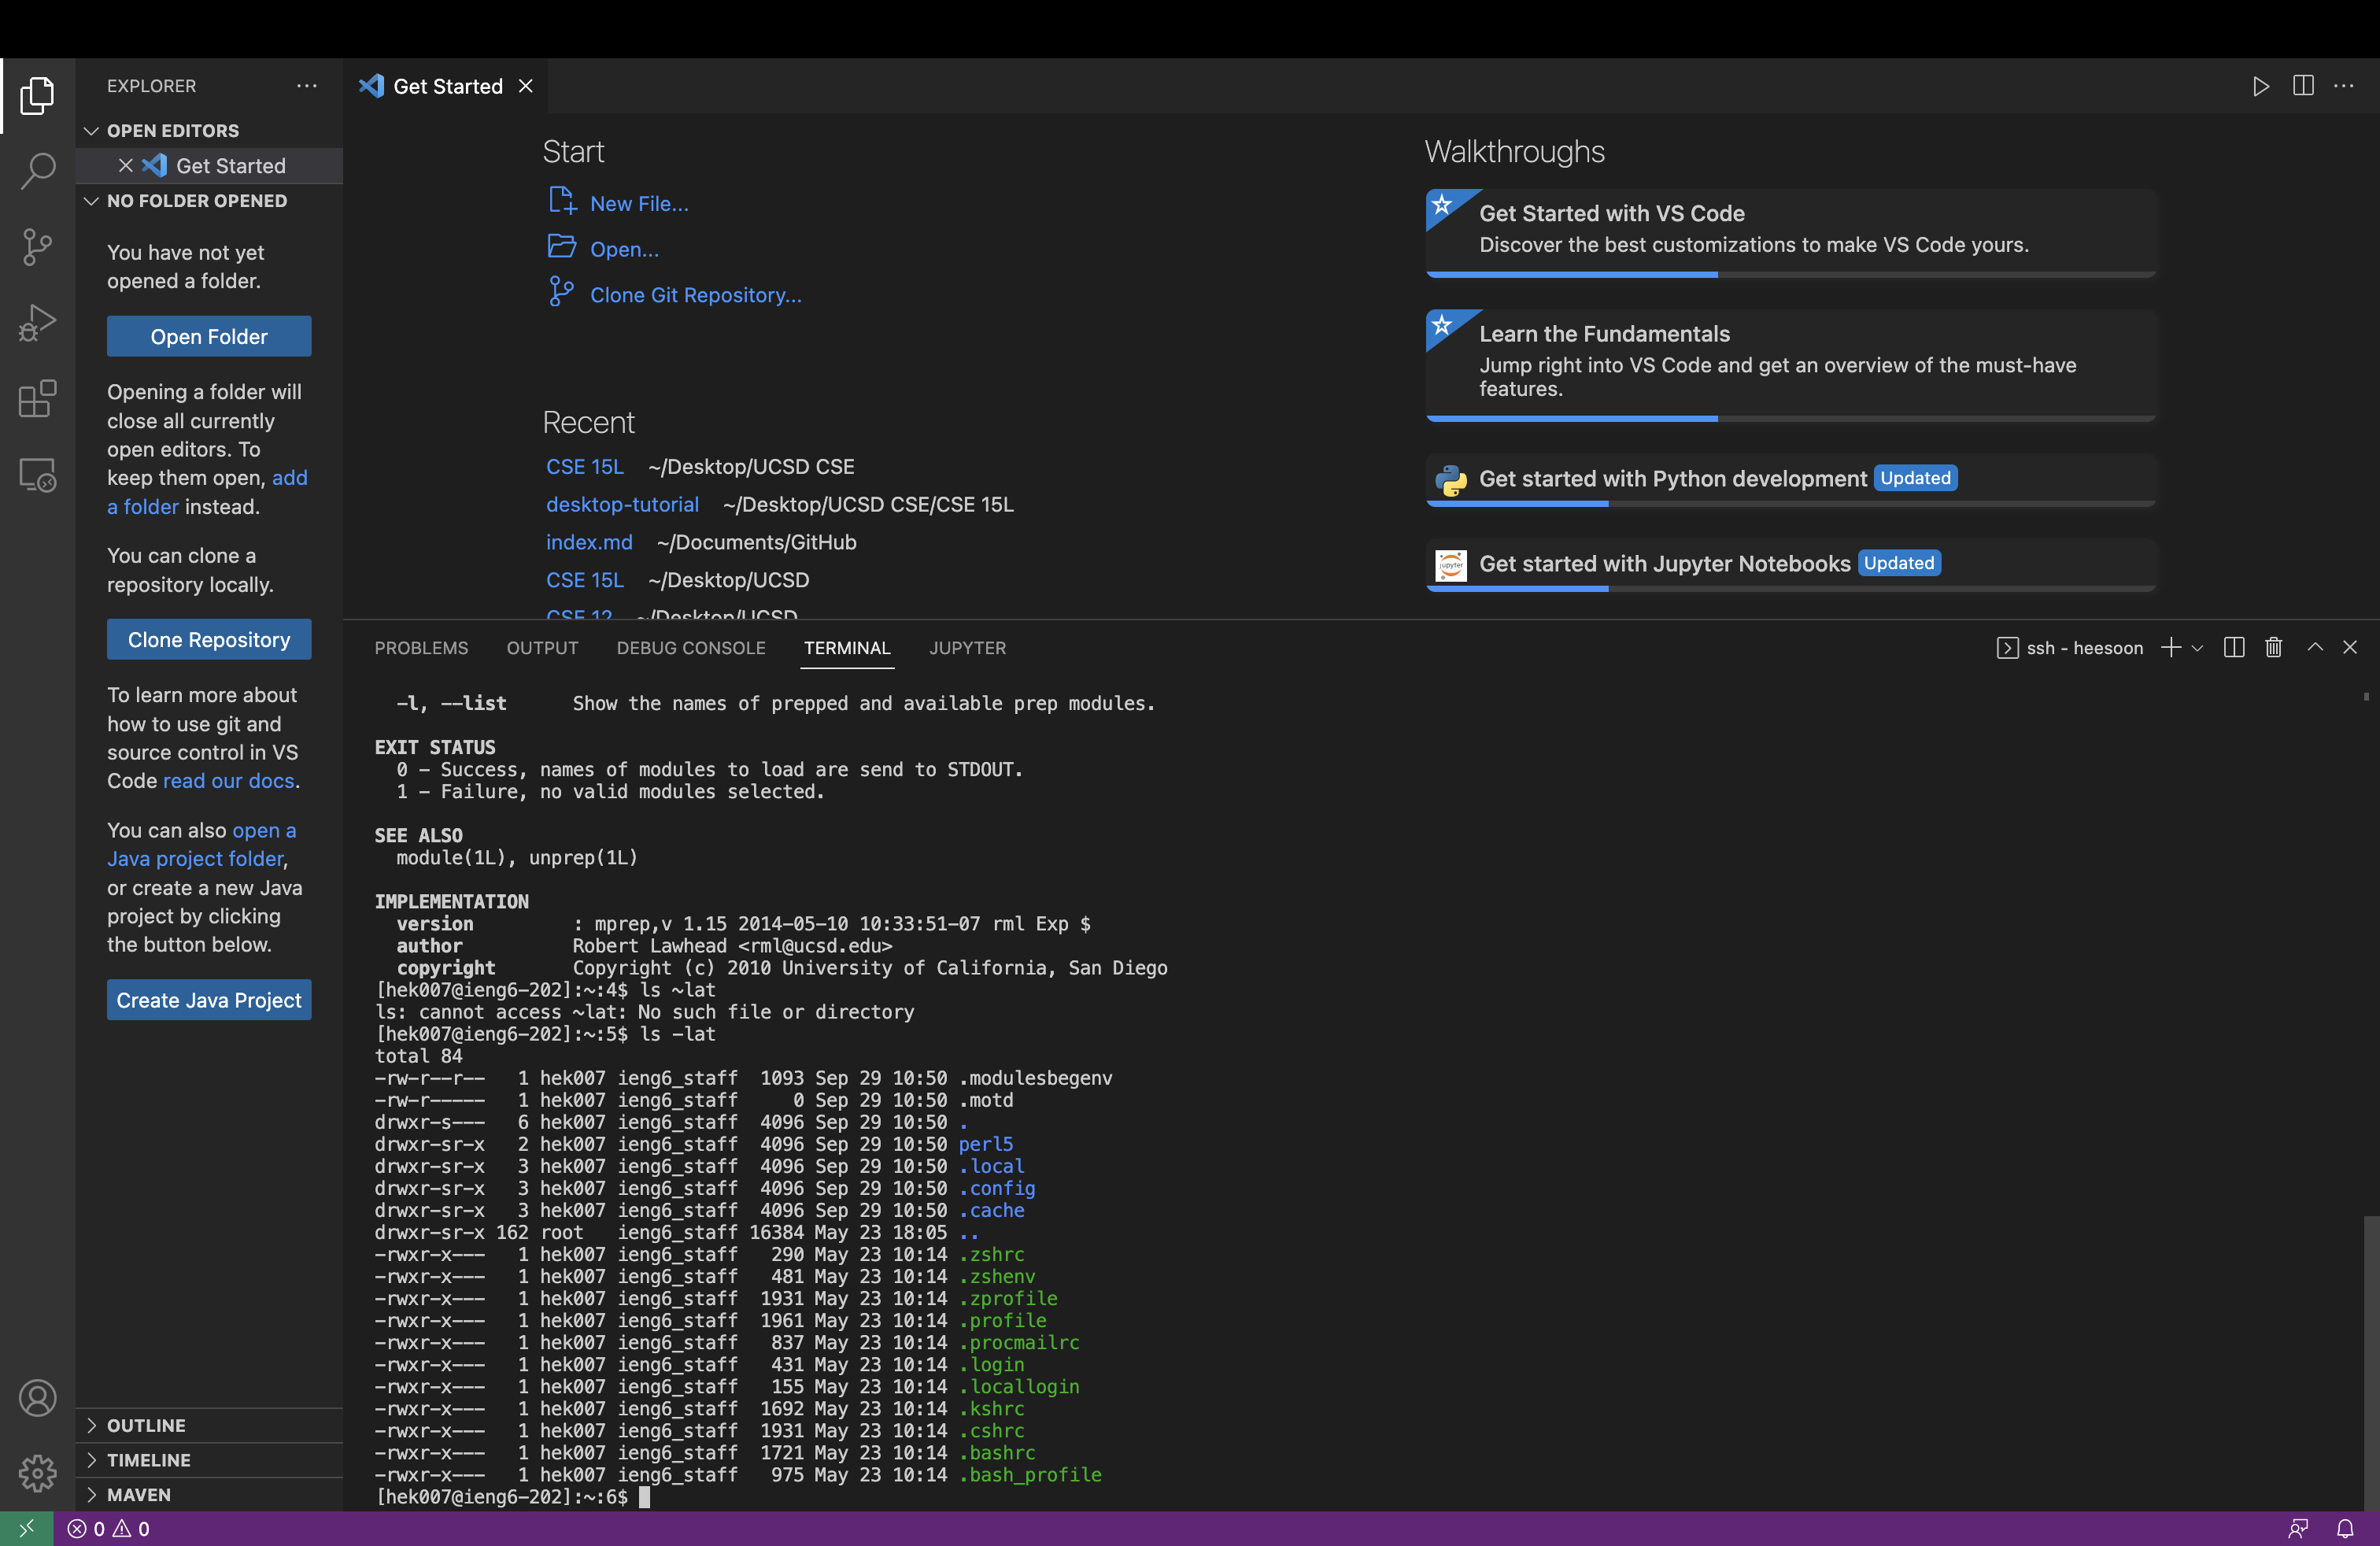 EXPLORER
OPEN EDITORS
Get Started
NO FOLDER OPENED
You have not yet
opened a folder.
Open Folder
Opening a folder will
close all currently
open editors. To
keep them open, add
a folder instead.
You can clone a
repository locally.
Clone Repository
To learn more about
how to use git and
source control in VS
Code read our docs.
You can also open a
Java project folder,
or create a new Java
project by clicking
the button below.
Create Java Project
OUTLINE
TIMELINE
MAVEN
Get Started
Start
New File...
Open...
Clone Git Repository...
Recent
CSE 15L ~/Desktop/UCSD CSE
desktop-tutorial ~/Desktop/UCSD CSE/CSE 15L
index.md ~/Documents/GitHub
CSE 15L ~/Desktop/UCSD
CSE 12 ~/Desktop/UCSD
Walkthroughs
Get Started with VS Code
Discover the best customizations to make VS Code yours.
Learn the Fundamentals
Jump right into VS Code and get an overview of the must-have
features.
Get started with Python development Updated
jupyter
Get started with Jupyter Notebooks Updated
PROBLEMS OUTPUT DEBUG CONSOLE TERMINAL JUPYTER ssh - heesoon
-l, --list Show the names of prepped and available prep modules.
EXIT STATUS
0 - Success, names of modules to load are send to STDOUT.
1 - Failure, no valid modules selected.
SEE ALSO
module(1L), unprep(1L)
IMPLEMENTATION
version : mprep,v 1.15 2014-05-10 10:33:51-07 rml Exp $
author Robert Lawhead <rml@ucsd.edu>
copyright Copyright (c) 2010 University of California, San Diego
[hek007@ieng6-202]:~:4$ ls ~lat
ls: cannot access ~lat: No such file or directory
[hek007@ieng6-202]:~:5$ ls -lat
total 84
-rw-r--r-- 1 hek007 ieng6_staff 1093 Sep 29 10:50 .modulesbegenv
-rw-r----- 1 hek007 ieng6_staff 0 Sep 29 10:50 .motd
drwxr-s--- 6 hek007 ieng6_staff 4096 Sep 29 10:50 .
drwxr-sr-x 2 hek007 ieng6_staff 4096 Sep 29 10:50 perl5
drwxr-sr-x 3 hek007 ieng6_staff 4096 Sep 29 10:50 .local
drwxr-sr-x 3 hek007 ieng6_staff 4096 Sep 29 10:50 .config
drwxr-sr-x 3 hek007 ieng6_staff 4096 Sep 29 10:50 .cache
drwxr-sr-x 162 root ieng6_staff 16384 May 23 18:05 ..
-rwxr-x--- 1 hek007 ieng6_staff 290 May 23 10:14 .zshrc
-rwxr-x--- 1 hek007 ieng6_staff 481 May 23 10:14 .zshenv
-rwxr-x--- 1 hek007 ieng6_staff 1931 May 23 10:14 .zprofile
-rwxr-x--- 1 hek007 ieng6_staff 1961 May 23 10:14 .profile
-rwxr-x--- 1 hek007 ieng6_staff 837 May 23 10:14 .procmailrc
-rwxr-x--- 1 hek007 ieng6_staff 431 May 23 10:14 .login
-rwxr-x--- 1 hek007 ieng6_staff 155 May 23 10:14 .locallogin
-rwxr-x--- 1 hek007 ieng6_staff 1692 May 23 10:14 .kshrc
-rwxr-x--- 1 hek007 ieng6_staff 1931 May 23 10:14 .cshrc
-rwxr-x--- 1 hek007 ieng6_staff 1721 May 23 10:14 .bashrc
-rwxr-x--- 1 hek007 ieng6_staff 975 May 23 10:14 .bash_profile
[hek007@ieng6-202]:~:6$
0 0